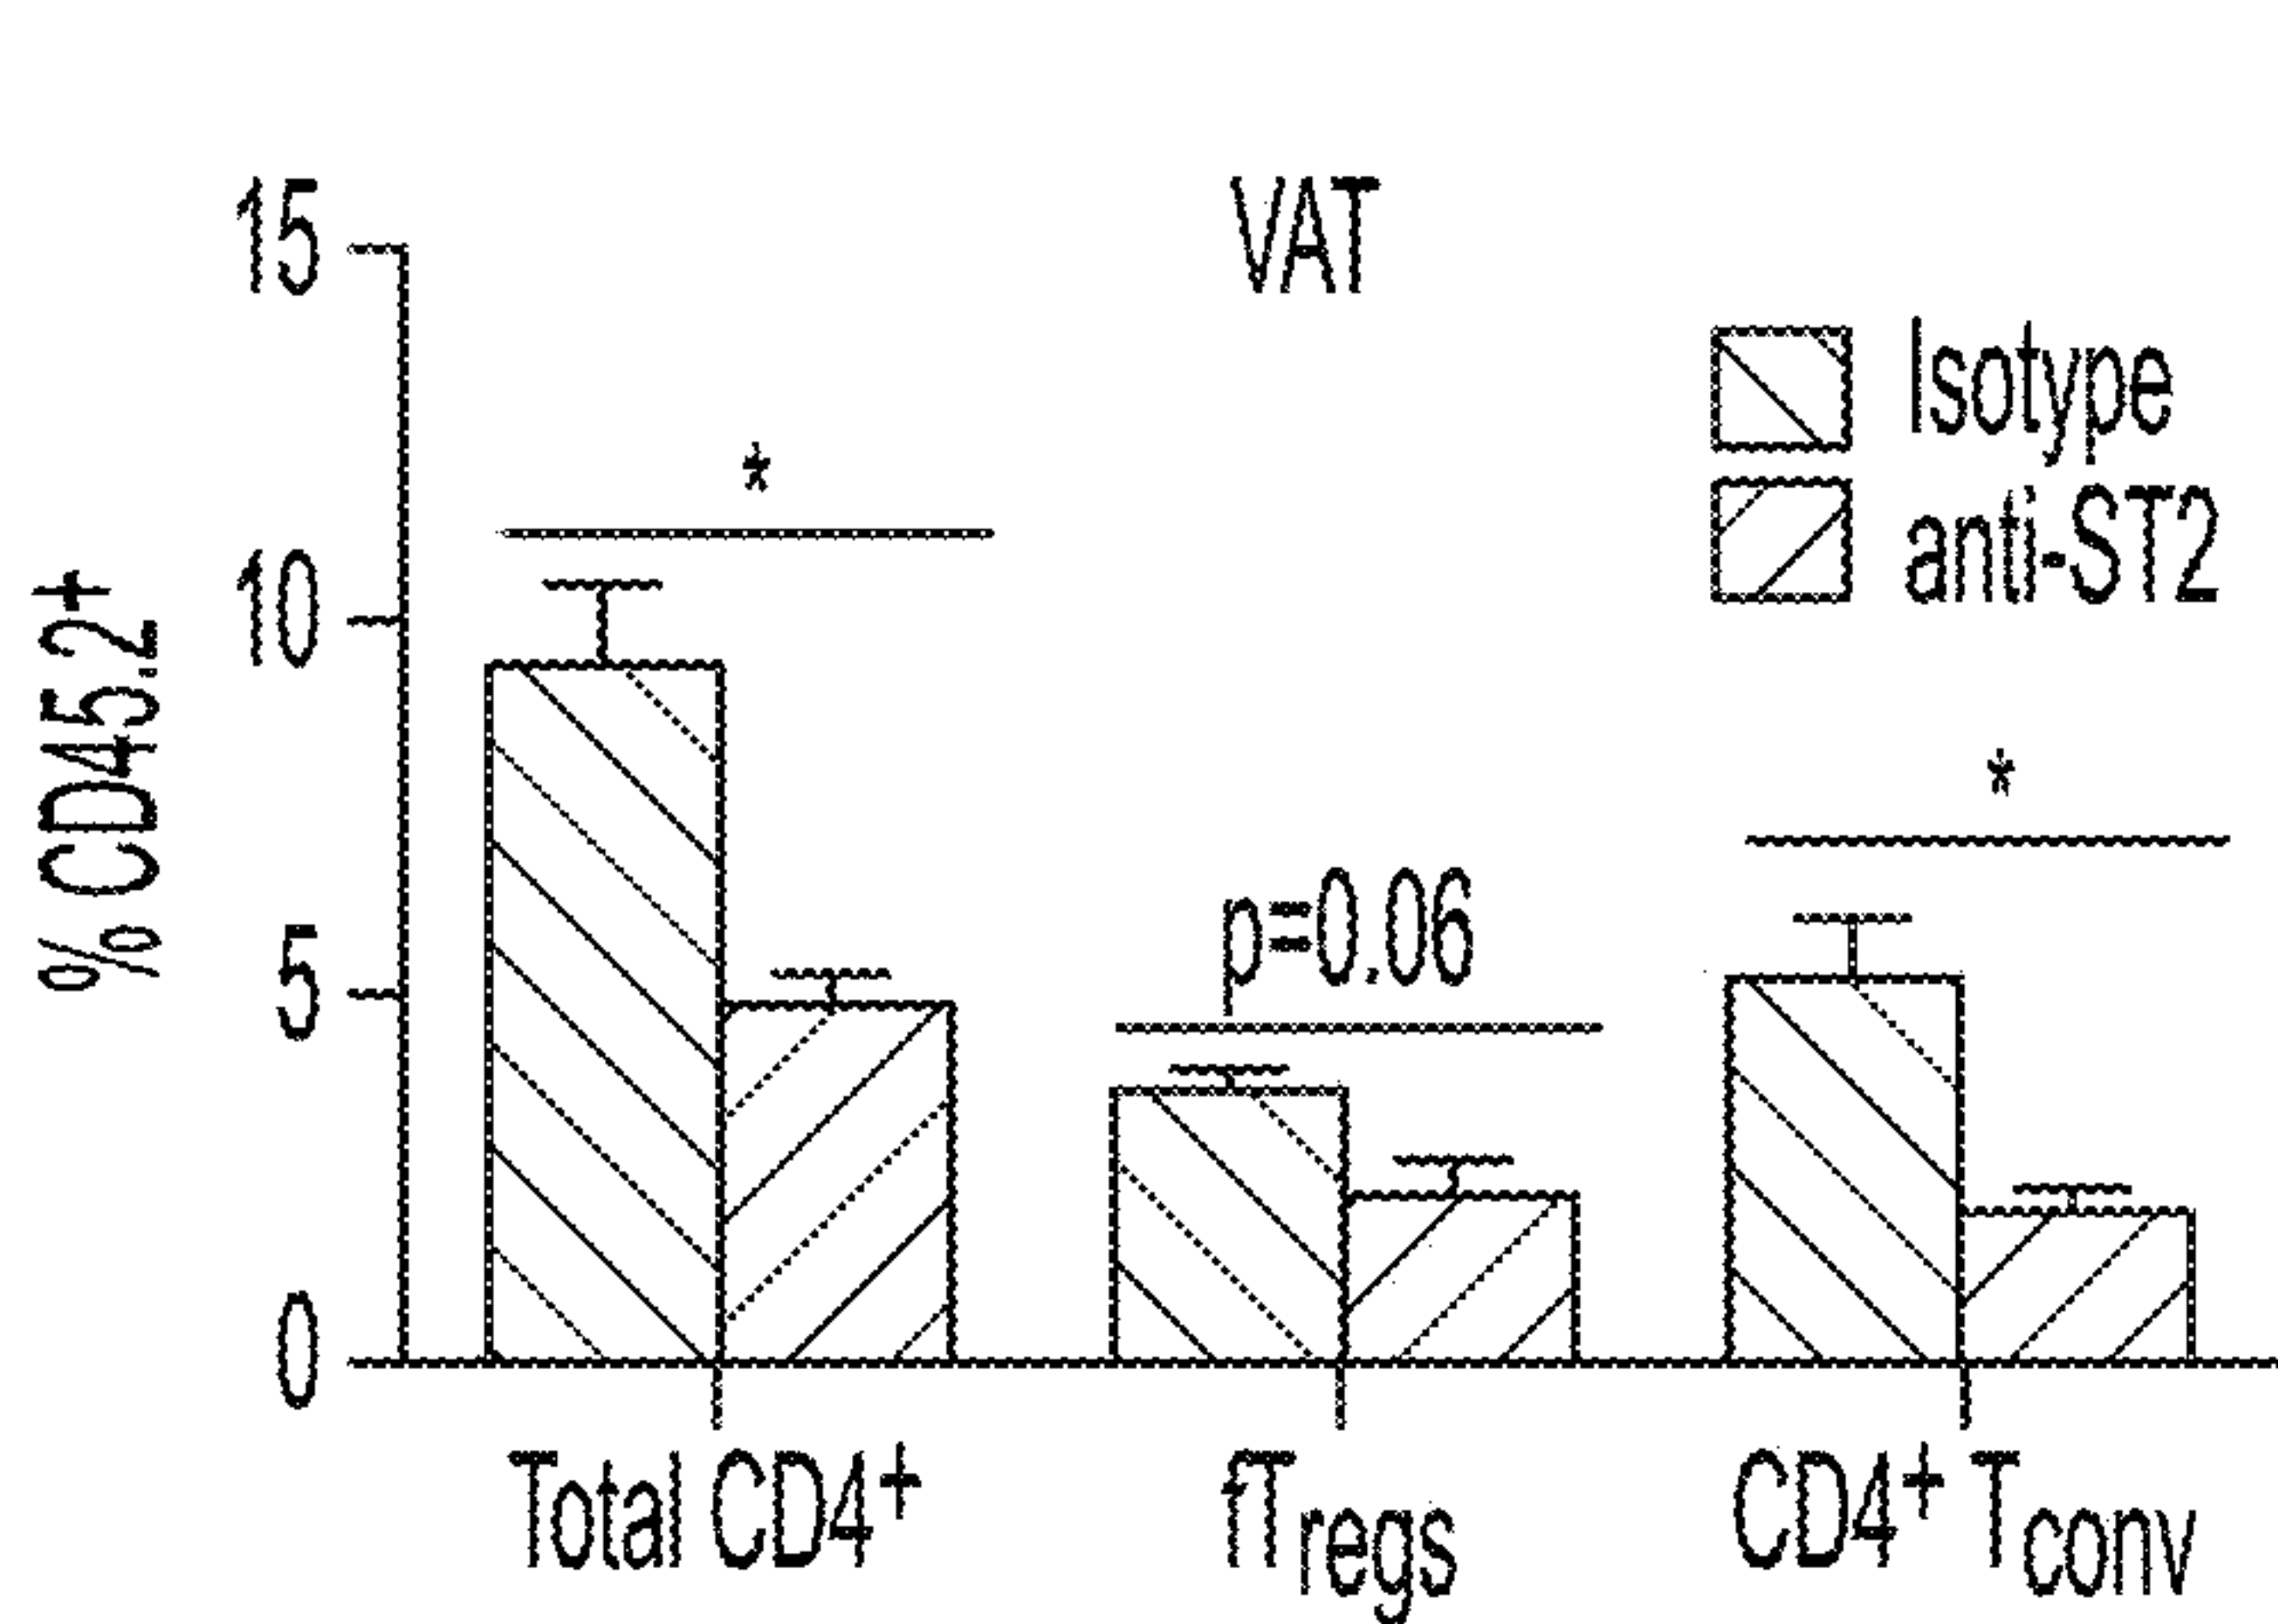 VAT
15
10
5
0
% CD45.2+
Isotype
anti-ST2
*
p=0.06
*
Total CD4+
fTregs
CD4+ Tconv